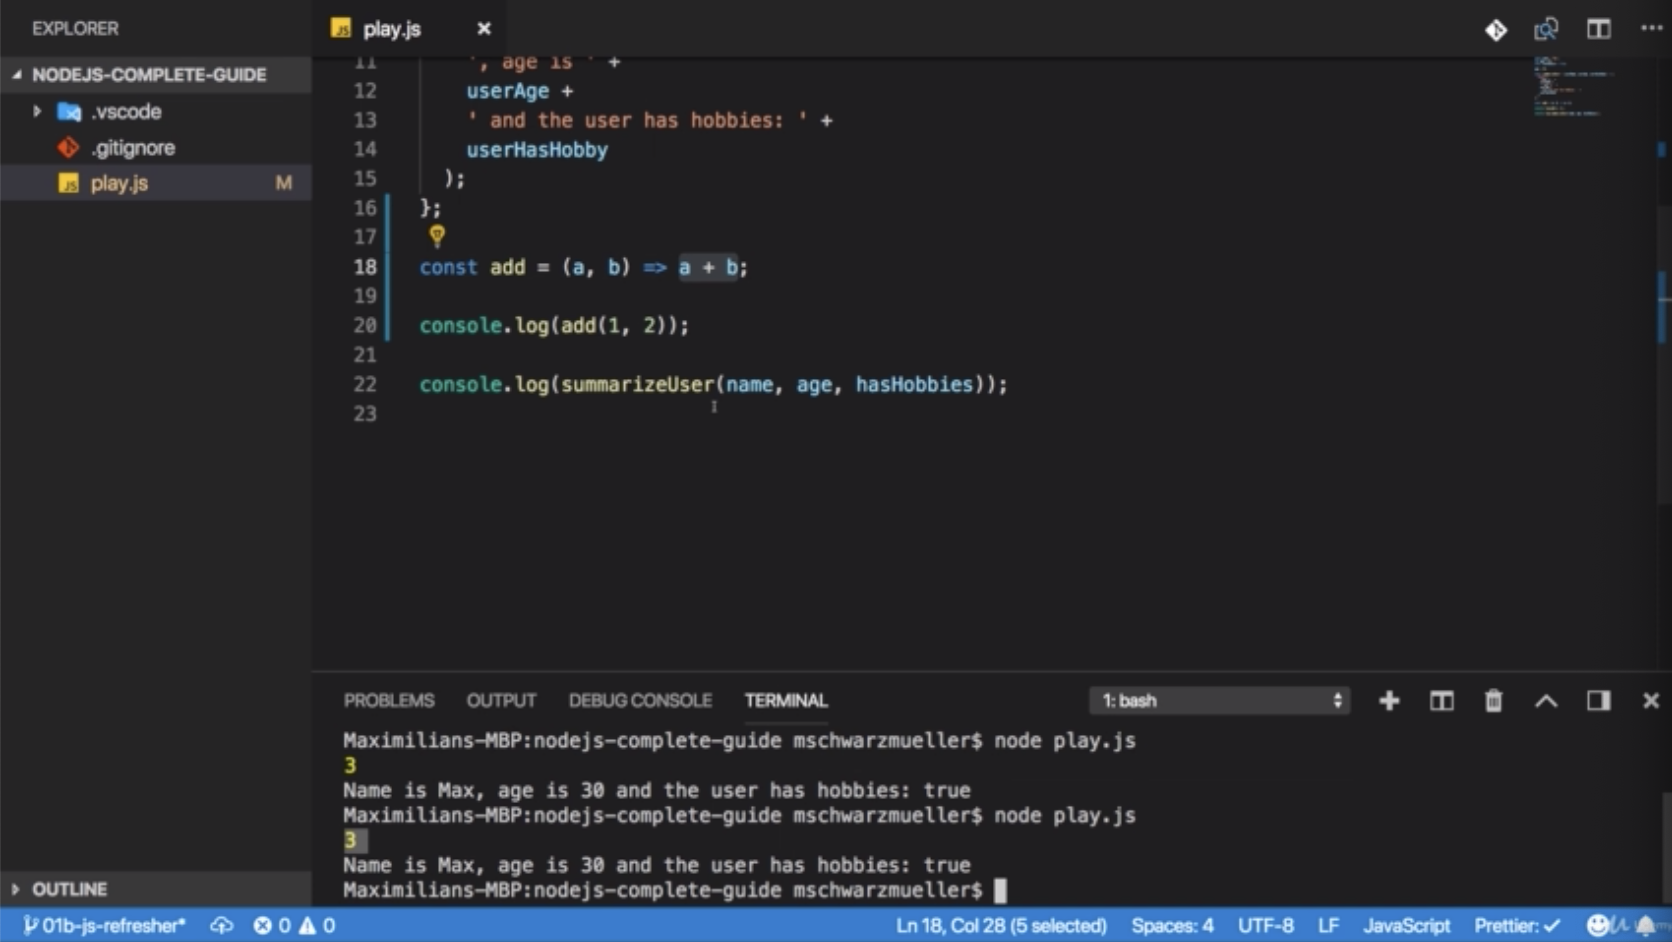 EXPLORER
NODEJS-COMPLETE-GUIDE
.vscode
.gitignore
play.js M
OUTLINE
play.js
11 ', age is ' +
12 userAge +
13 ' and the user has hobbies: ' +
14 userHasHobby
15 );
16 };
17
18 const add = (a, b) => a + b;
19
20 console.log(add(1, 2));
21
22 console.log(summarizeUser(name, age, hasHobbies));
23
PROBLEMS OUTPUT DEBUG CONSOLE TERMINAL 1: bash
Maximilians-MBP:nodejs-complete-guide mschwarzmueller$ node play.js
3
Name is Max, age is 30 and the user has hobbies: true
Maximilians-MBP:nodejs-complete-guide mschwarzmueller$ node play.js
3
Name is Max, age is 30 and the user has hobbies: true
Maximilians-MBP:nodejs-complete-guide mschwarzmueller$
01b-js-refresher* 0 0 Ln 18, Col 28 (5 selected) Spaces: 4 UTF-8 LF JavaScript Prettier: ✓